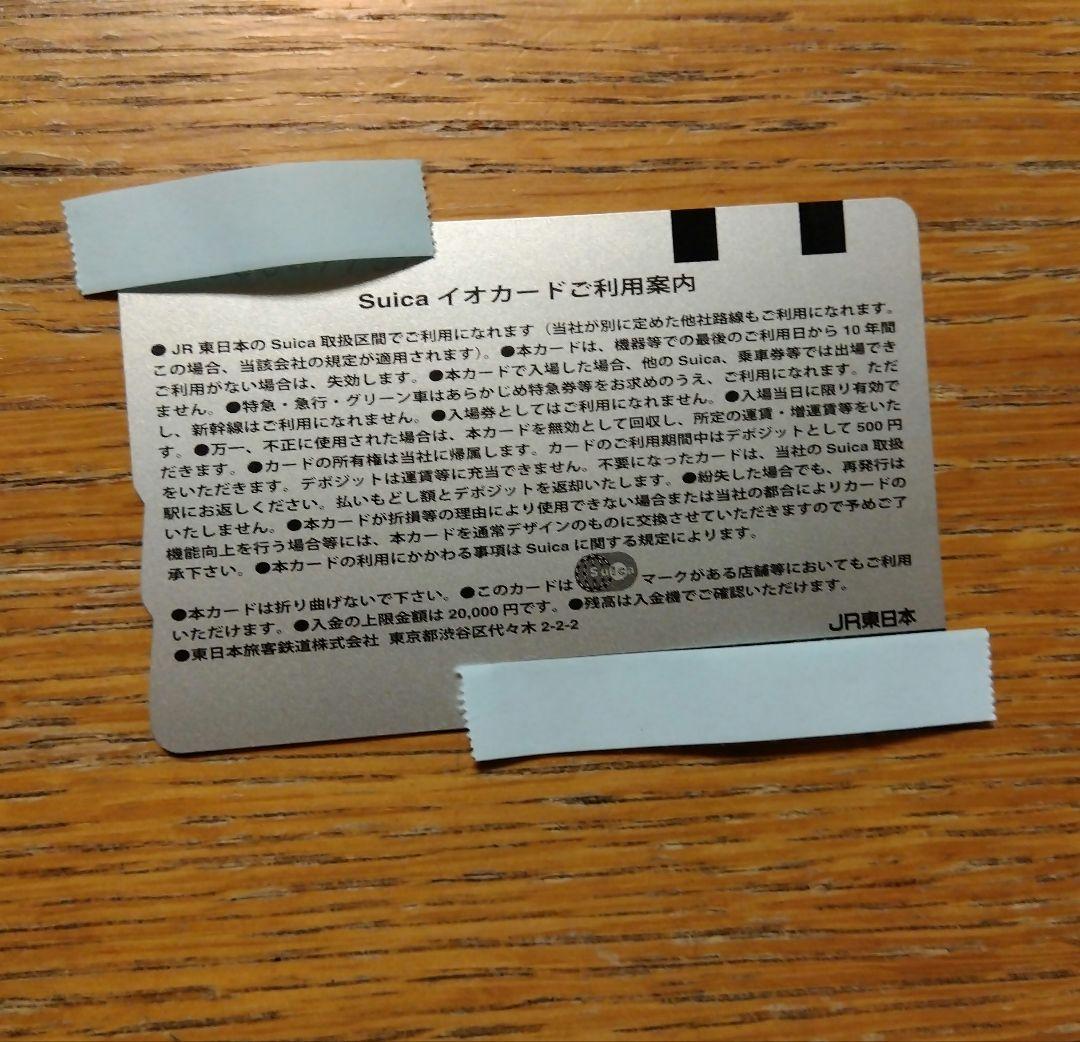 Suica イオカードご利用案内
●JR東日本の Suica 取扱区間でご利用になれます（当社が別に定めた他社路線もご利用になれます。
この場合、当該会社の規定が適用されます）。●本カードは、機器等での最後のご利用日から 10 年間
ご利用がない場合は、失効します。●本カードで入場した場合、他の Suica、乗車券等では出場でき
ません。●特急・急行・グリーン車はあらかじめ特急券等をお求めのうえ、ご利用になれます。ただ
し、新幹線はご利用になれません。●入場券としてはご利用になれません。●入場当日に限り有効で
す。●万一、不正に使用された場合は、本カードを無効として回収し、所定の運賃・増運賃等をいた
だきます。●カードの所有権は当社に帰属します。カードのご利用期間中はデポジットとして 500 円
をいただきます。デポジットは運賃等に充当できません。不要になったカードは、当社の Suica 取扱
駅にお返しください。払いもどし額とデポジットを返却いたします。●紛失した場合でも、再発行は
いたしません。●本カードが折損等の理由により使用できない場合または当社の都合によりカードの
機能向上を行う場合等には、本カードを通常デザインのものに交換させていただきますので予めご了
承下さい。●本カードの利用にかかわる事項は Suica に関する規定によります。
●本カードは折り曲げないで下さい。●このカードは Suica マークがある店舗等においてもご利用
いただけます。●入金の上限金額は 20,000 円です。●残高は入金機でご確認いただけます。
●東日本旅客鉄道株式会社 東京都渋谷区代々木 2-2-2
JR東日本